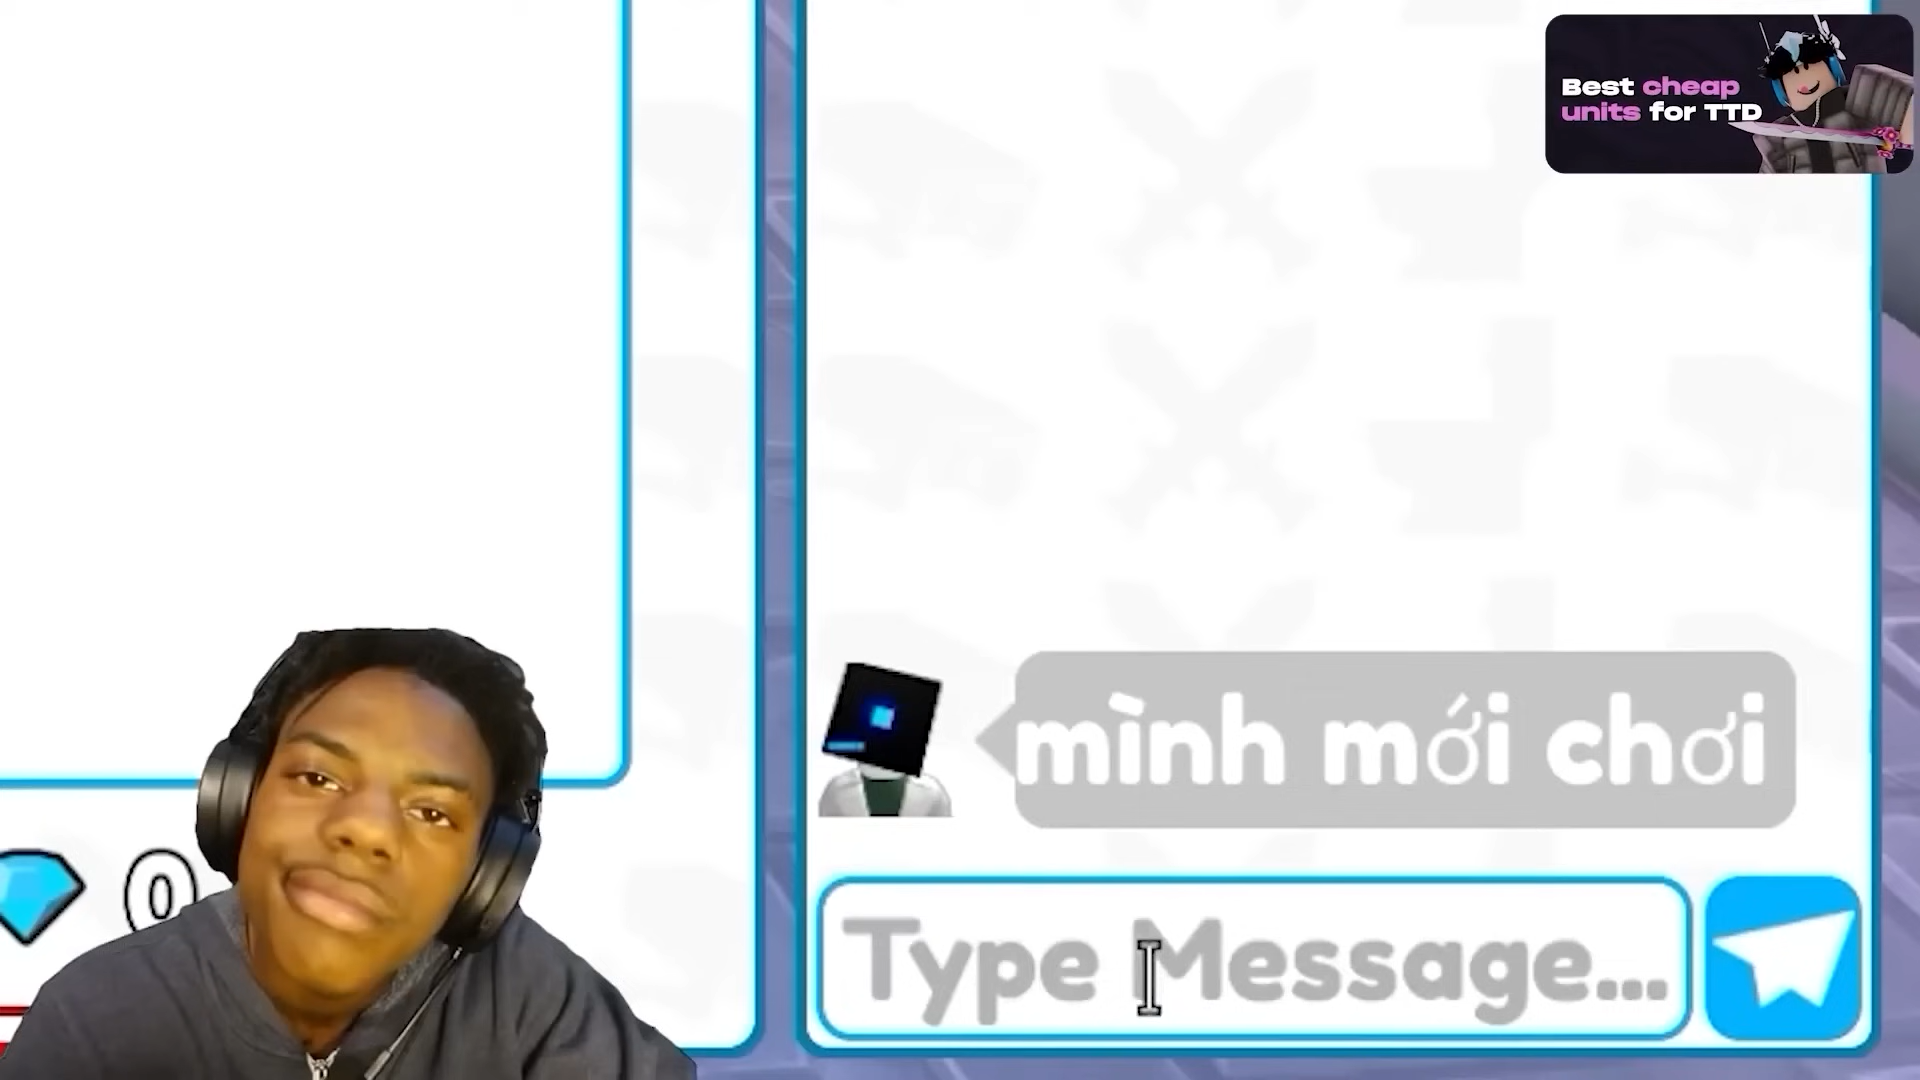 Best cheap
units for TTD
mình mới chơi
0
Type Message...